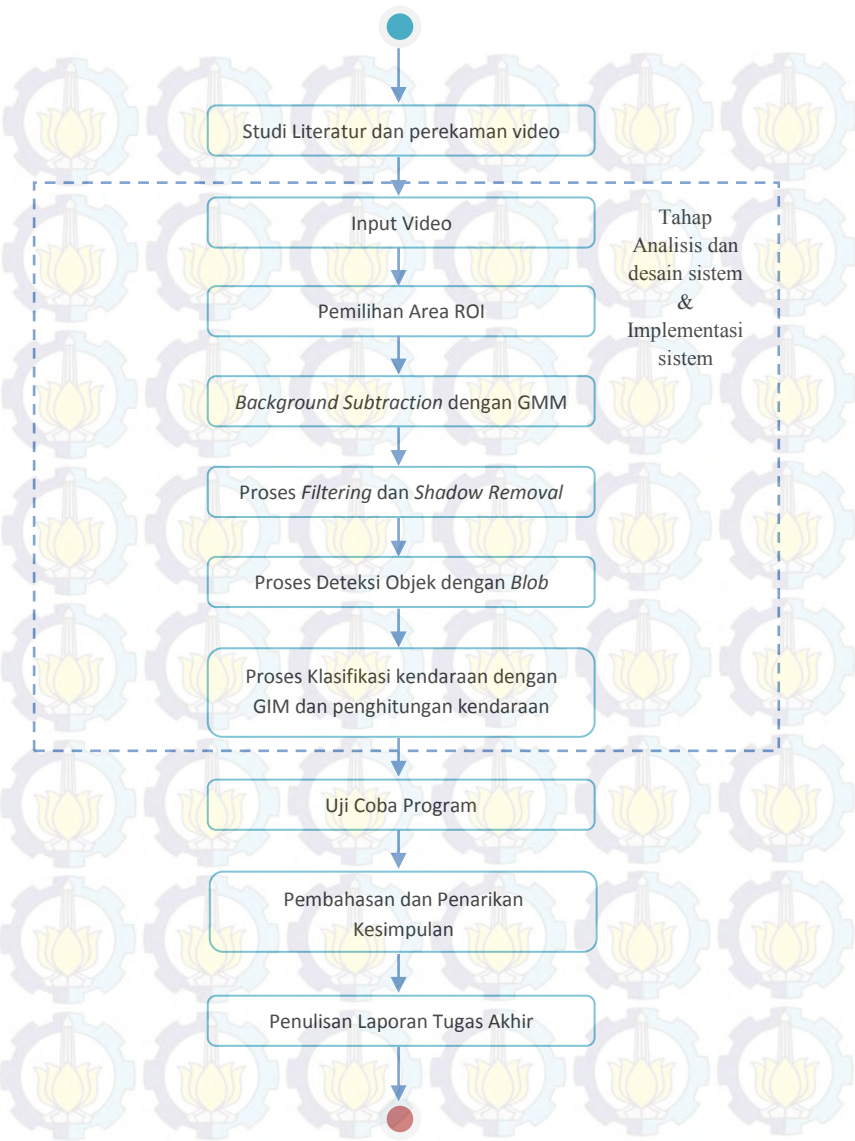 Studi Literatur dan perekaman video
Input Video
Tahap
Analisis dan
desain sistem
&
Implementasi
sistem
Pemilihan Area ROI
Background Subtraction dengan GMM
Proses Filtering dan Shadow Removal
Proses Deteksi Objek dengan Blob
Proses Klasifikasi kendaraan dengan
GIM dan penghitungan kendaraan
Uji Coba Program
Pembahasan dan Penarikan
Kesimpulan
Penulisan Laporan Tugas Akhir